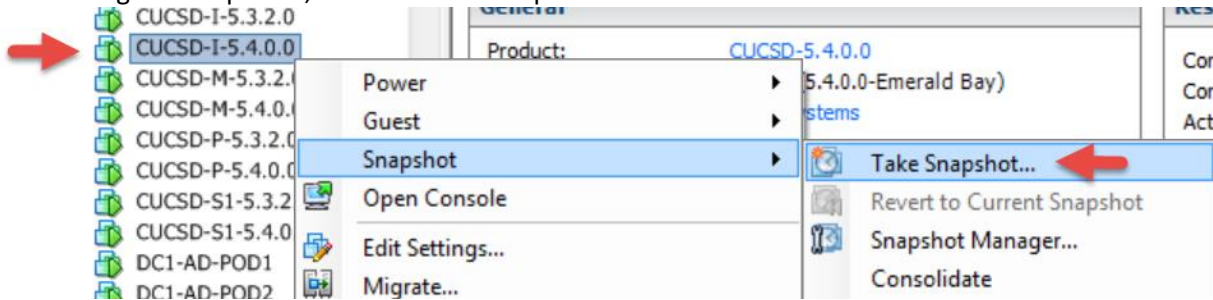 CUCSD-I-5.3.2.0
General
CUCSD-I-5.4.0.0
Product:
CUCSD-5.4.0.0
CUCSD-M-5.3.2.
Power
5.4.0.0-Emerald Bay)
CUCSD-M-5.4.0.
Guest
stems
CUCSD-P-5.3.2.0
Snapshot
Take Snapshot...
CUCSD-P-5.4.0.0
CUCSD-S1-5.3.2
Open Console
Revert to Current Snapshot
CUCSD-S1-5.4.0
Edit Settings...
Snapshot Manager...
DC1-AD-POD1
DC1-AD-POD2
Migrate...
Consolidate
Cor
Cor
Act